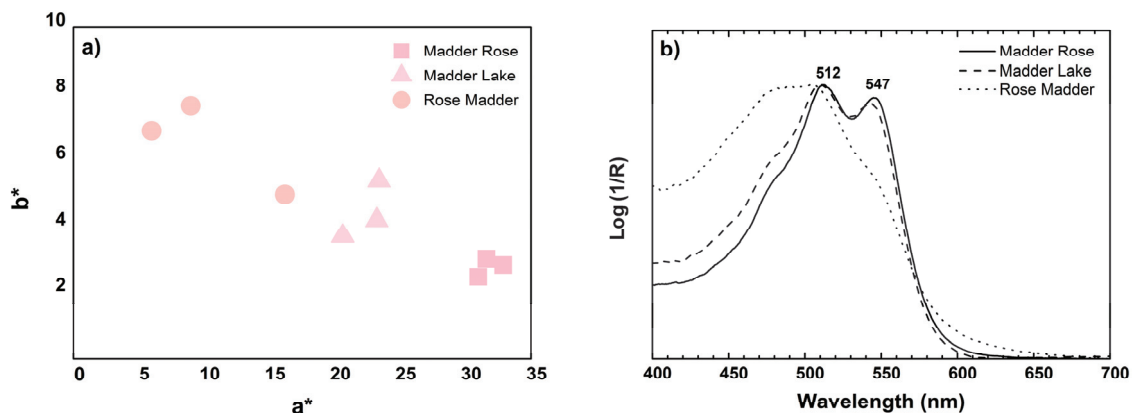 a)
Madder Rose
Madder Lake
Rose Madder
10
8
6
4
2
b*
0
5
10
15
20
25
30
35
a*
b)
Madder Rose
Madder Lake
Rose Madder
512
547
Log (1/R)
400
450
500
550
600
650
700
Wavelength (nm)